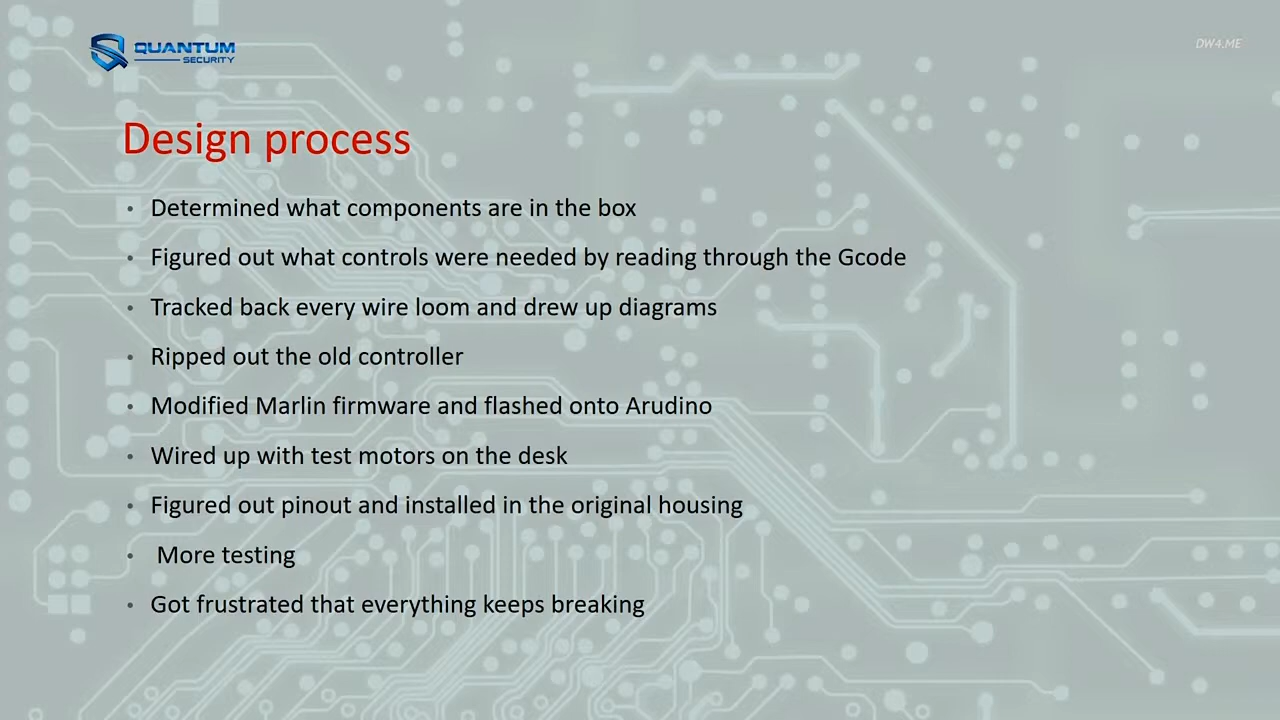 QUANTUM
SECURITY
DW4.ME
Design process
• Determined what components are in the box
• Figured out what controls were needed by reading through the Gcode
• Tracked back every wire loom and drew up diagrams
• Ripped out the old controller
• Modified Marlin firmware and flashed onto Arudino
• Wired up with test motors on the desk
• Figured out pinout and installed in the original housing
• More testing
• Got frustrated that everything keeps breaking